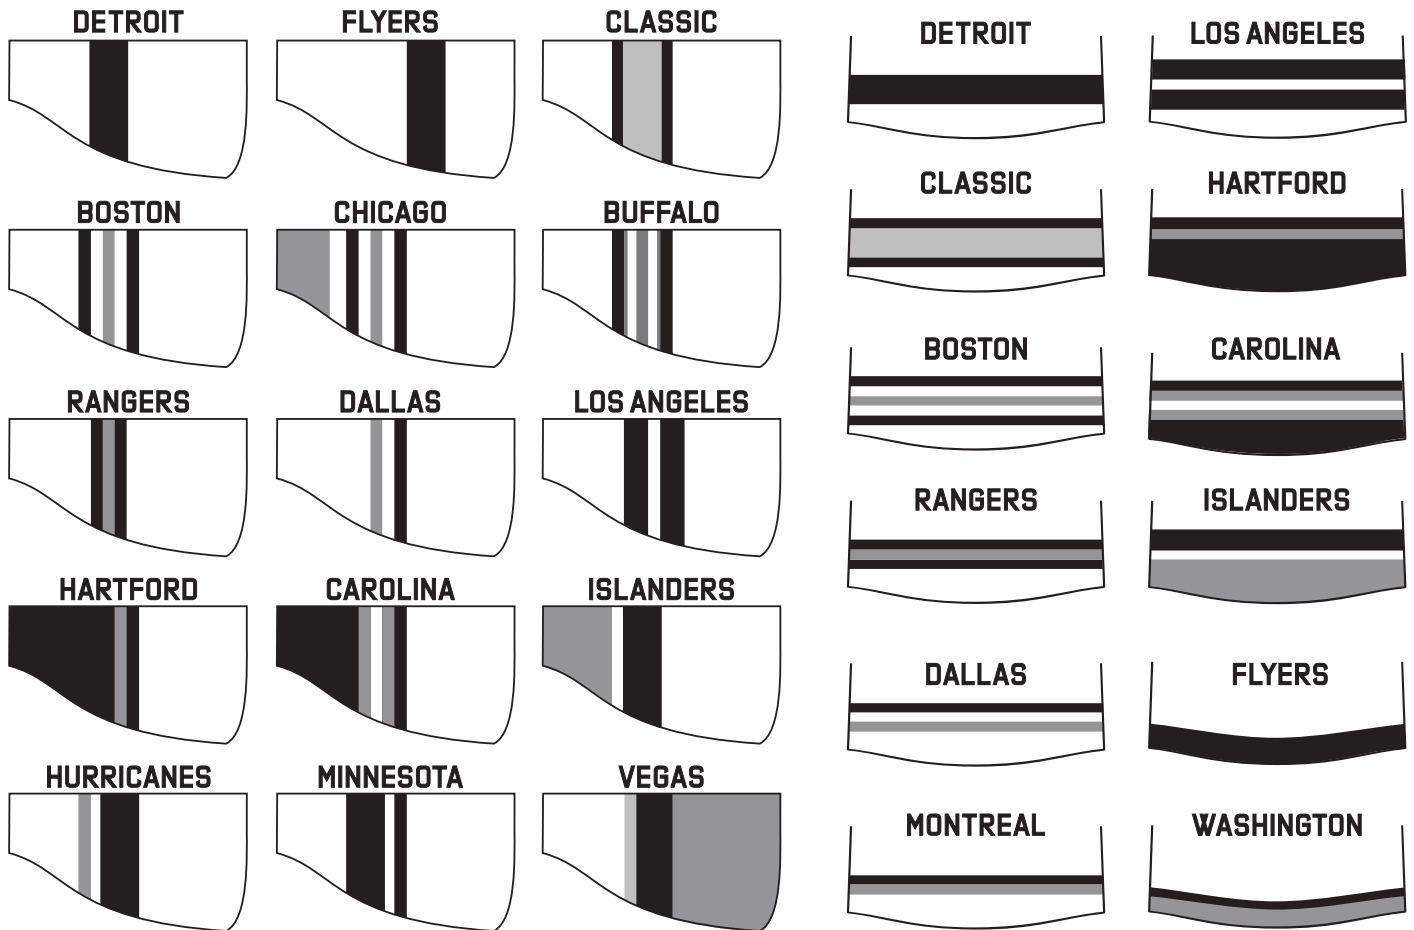 DETROIT
FLYERS
CLASSIC
BOSTON
CHICAGO
BUFFALO
RANGERS
DALLAS
LOS ANGELES
HARTFORD
CAROLINA
ISLANDERS
HURRICANES
MINNESOTA
VEGAS
DETROIT
LOS ANGELES
CLASSIC
HARTFORD
BOSTON
CAROLINA
RANGERS
ISLANDERS
DALLAS
FLYERS
MONTREAL
WASHINGTON